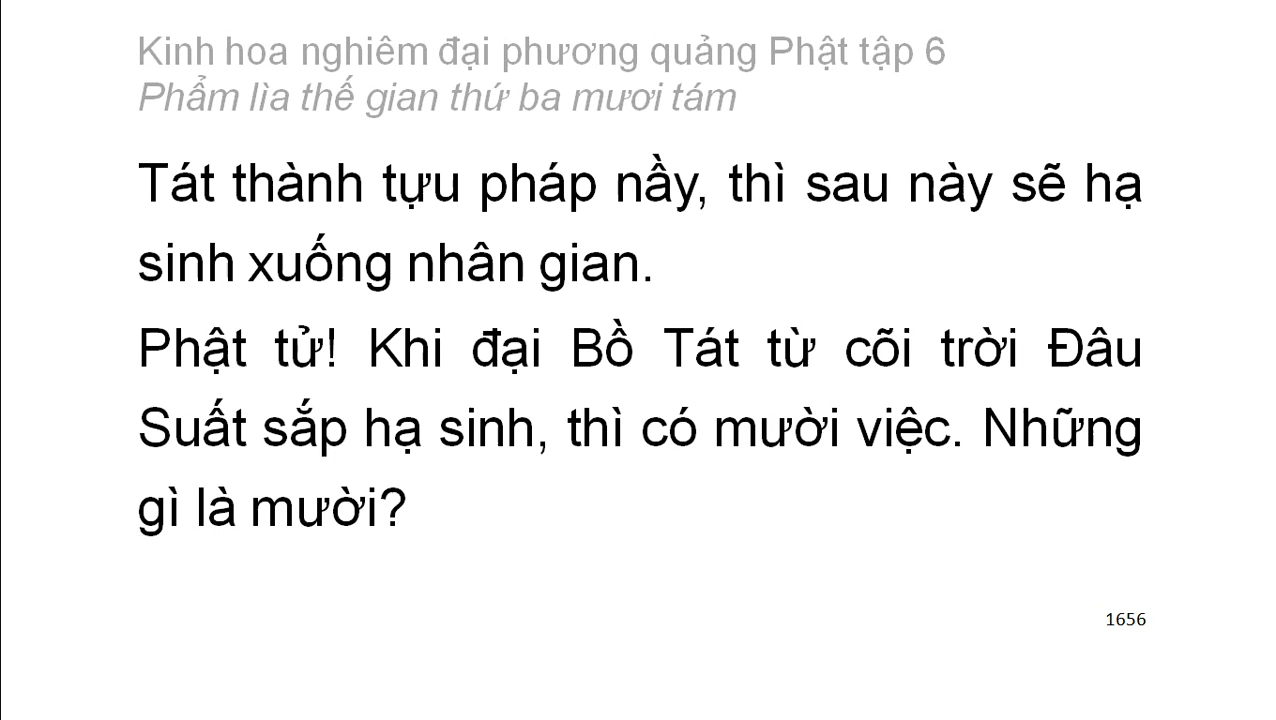 Kinh hoa nghiêm đại phương quảng Phật tập 6
Phẩm lìa thế gian thứ ba mươi tám
Tát thành tựu pháp nầy, thì sau này sẽ hạ
sinh xuống nhân gian.
Phật tử! Khi đại Bồ Tát từ cõi trời Đâu
Suất sắp hạ sinh, thì có mười việc. Những
gì là mười?
1656